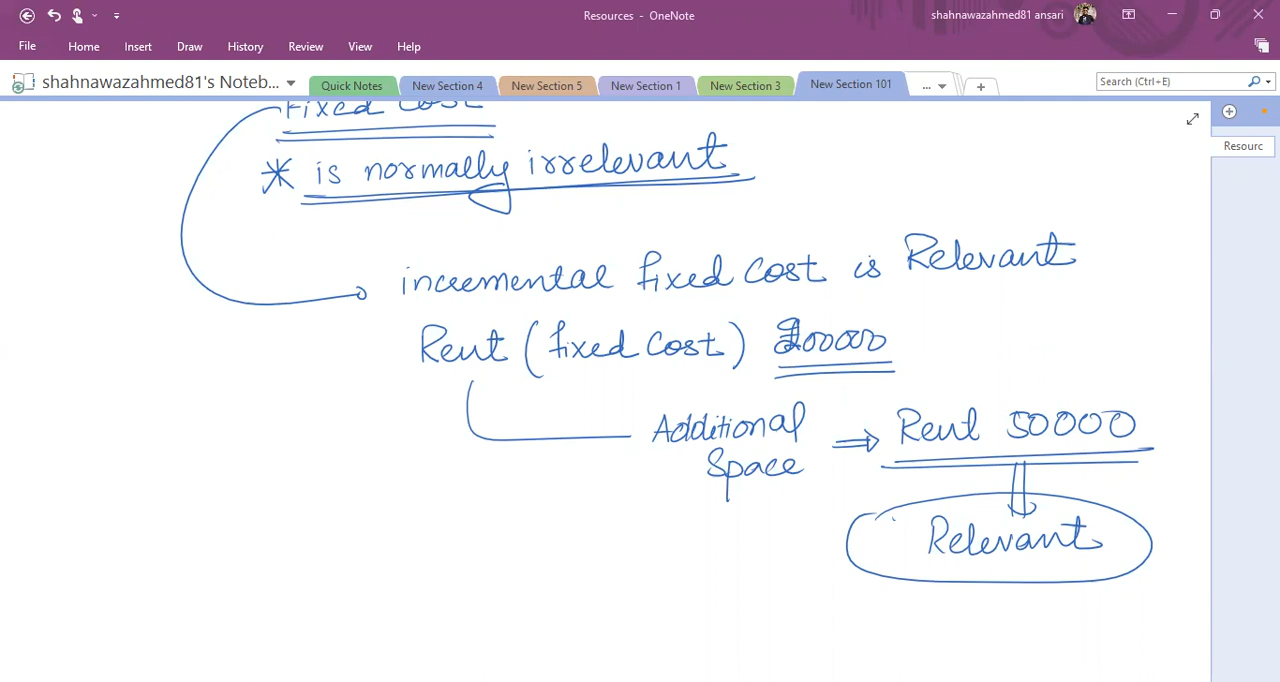 Resources - OneNote
shahnawazahmed81 ansari
File Home Insert Draw History Review View Help
shahnawazahmed81's Noteb... Quick Notes New Section 4 New Section 5 New Section 1 New Section 3 New Section 101 ... + Search (Ctrl+E)
Resourc
Fixed Cost
* is normally irrelevant
incremental fixed cost is Relevant
Rent (fixed cost)
Additional
Space ⇒ Rent 50000
Relevant